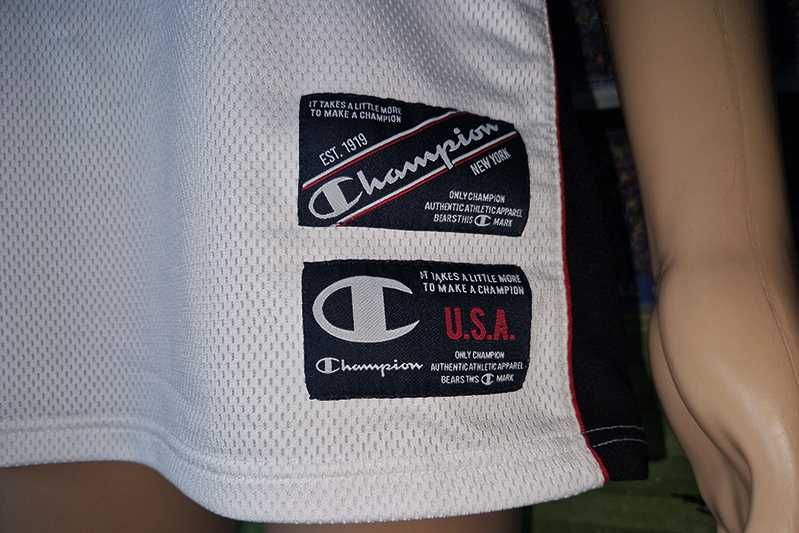 IT TAKES A LITTLE MORE
TO MAKE A CHAMPION
EST. 1919
Champion
NEW YORK
ONLY CHAMPION
AUTHENTIC ATHLETIC APPAREL
BEARS THIS C MARK
IT TAKES A LITTLE MORE
TO MAKE A CHAMPION
U.S.A.
Champion
ONLY CHAMPION
AUTHENTIC ATHLETIC APPAREL
BEARS THIS C MARK